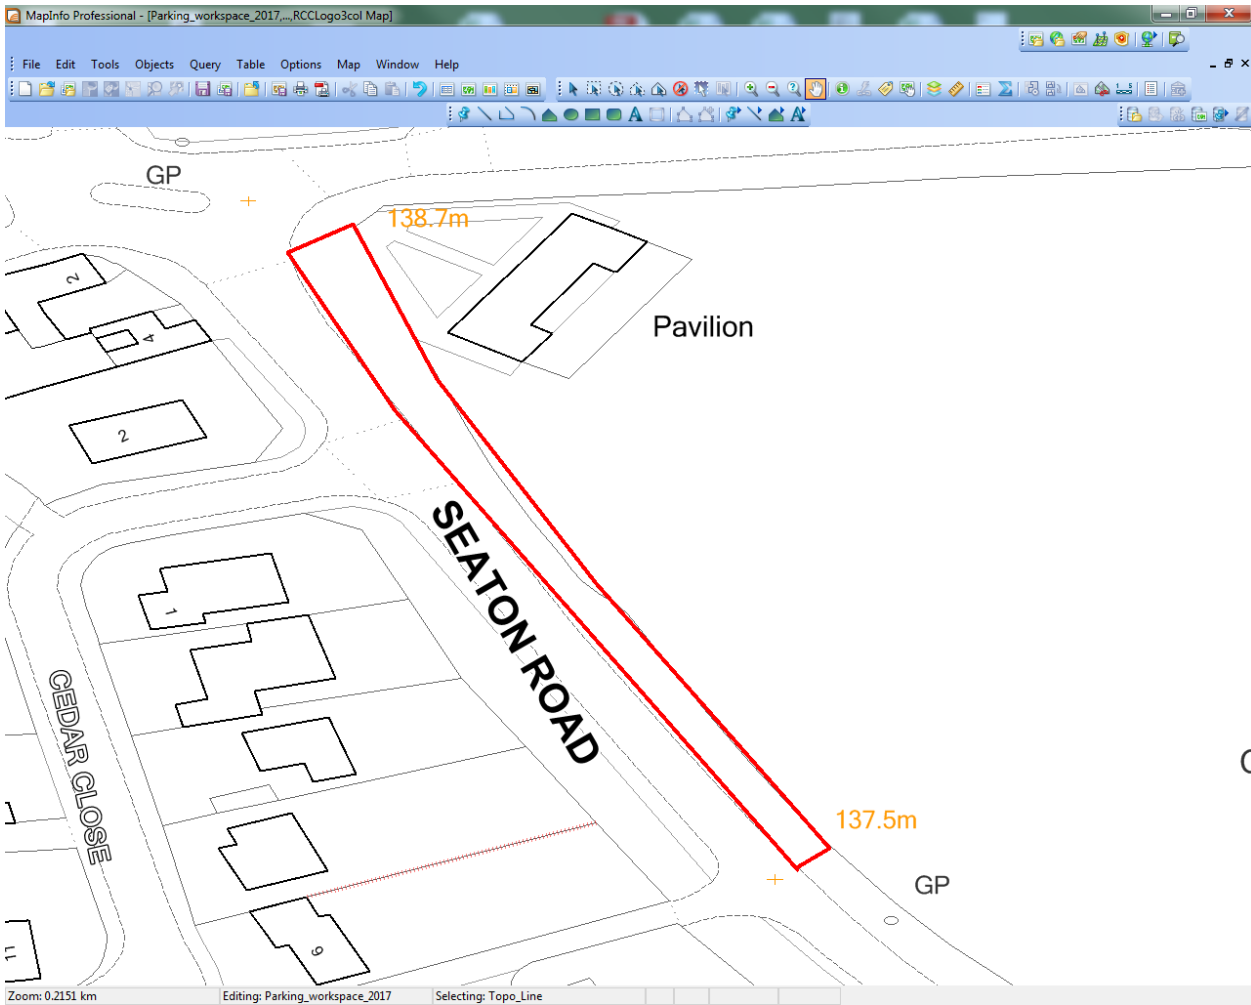 MapInfo Professional - [Parking_workspace_2017,...,RCCLogo3col Map]
File Edit Tools Objects Query Table Options Map Window Help
GP
138.7m
2
4
Pavilion
2
SEATON ROAD
1
CEDAR CLOSE
137.5m
GP
9
11
Zoom: 0.2151 km Editing: Parking_workspace_2017 Selecting: Topo_Line